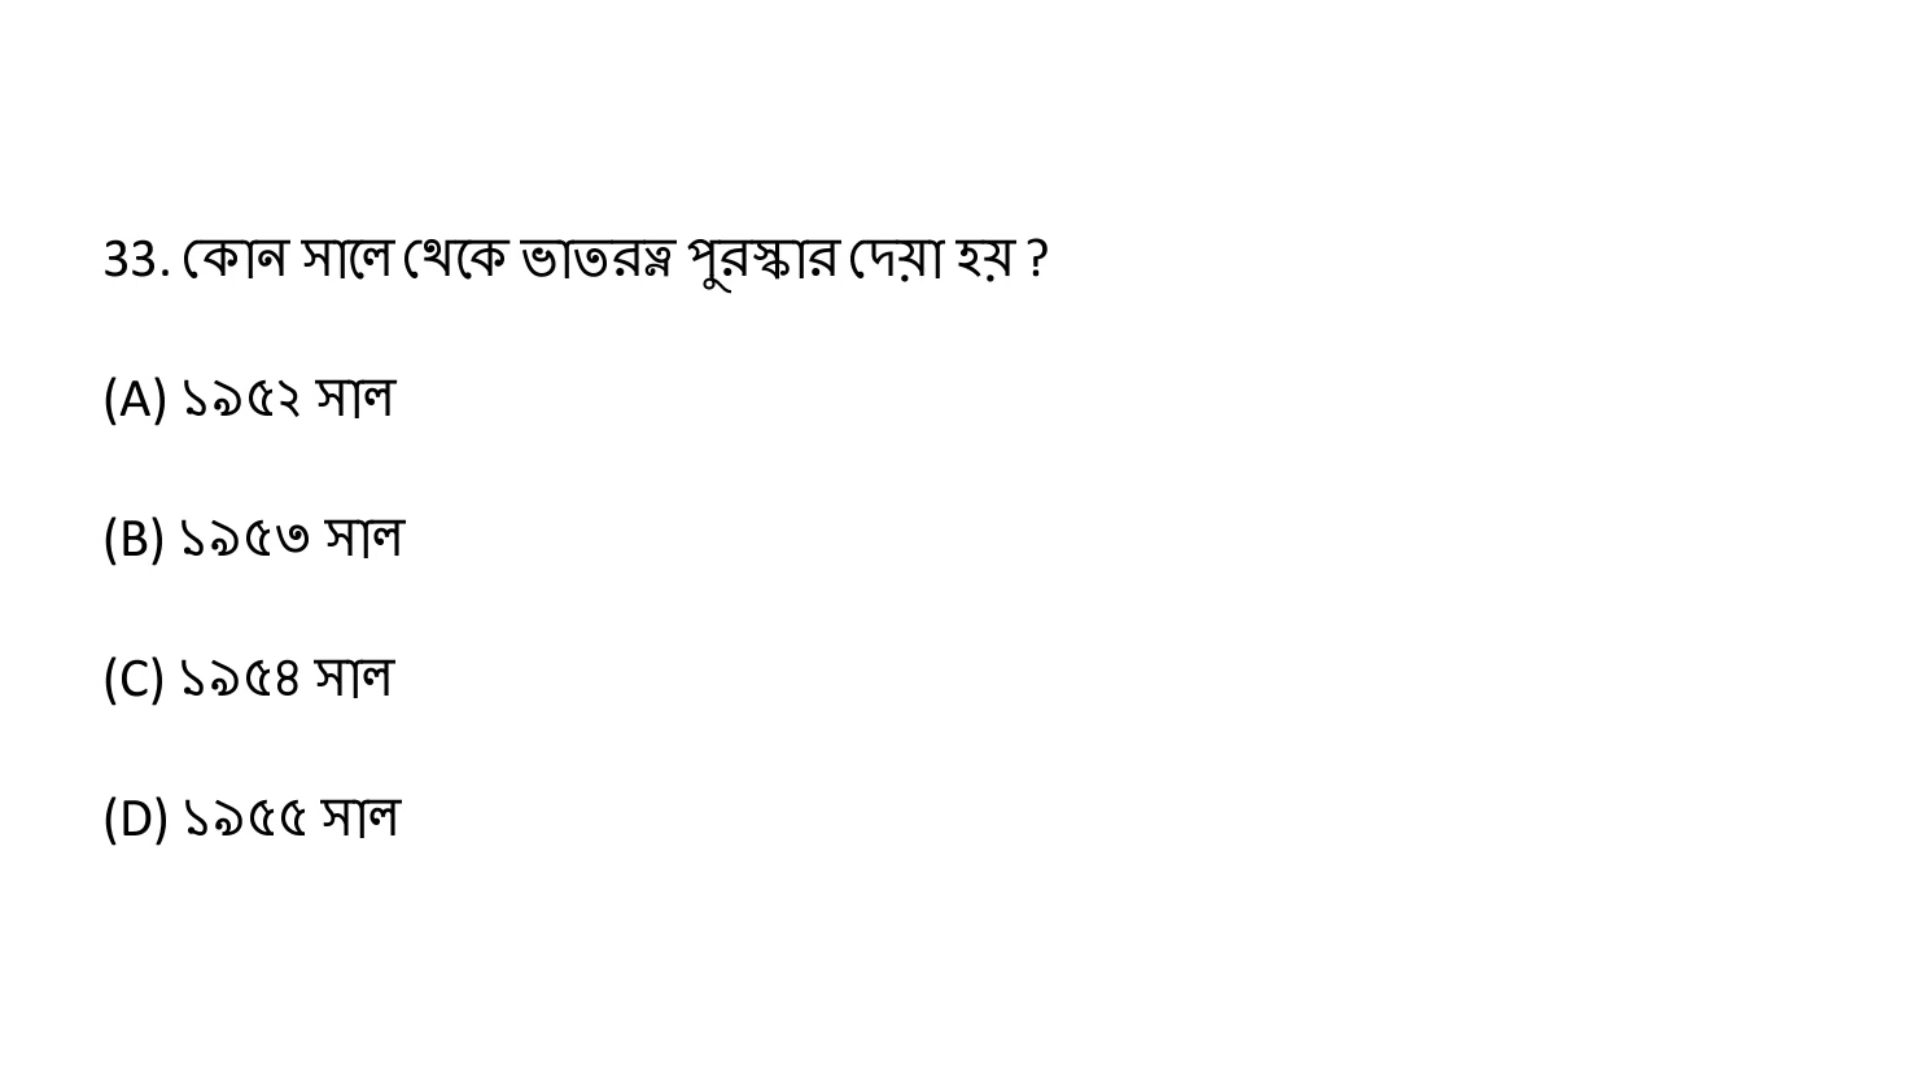 33. কোন সালে থেকে ভাতরত্ন পুরস্কার দেয়া হয় ?
(A) ১৯৫২ সাল
(B) ১৯৫৩ সাল
(C) ১৯৫৪ সাল
(D) ১৯৫৫ সাল